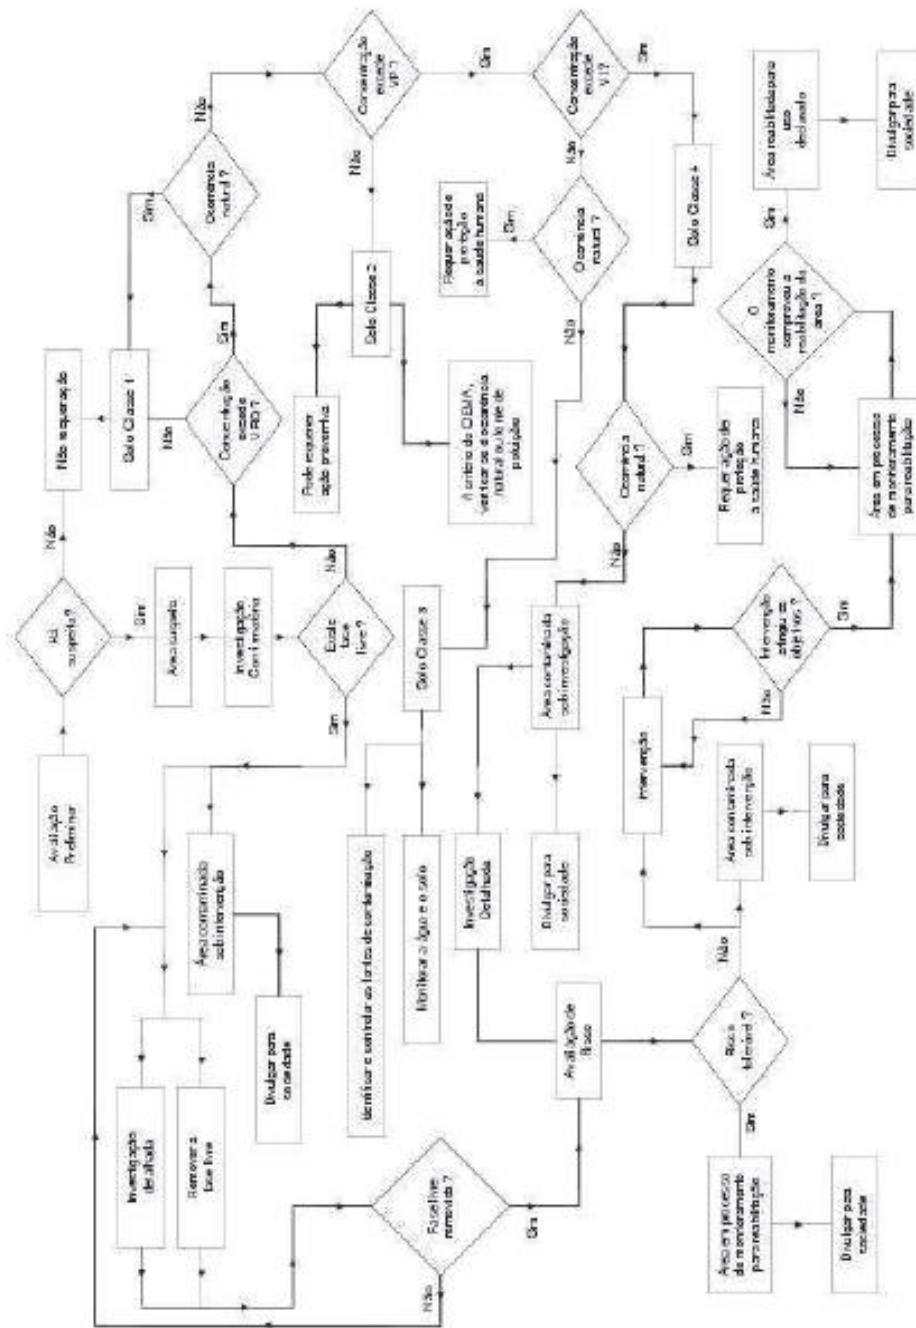 Avaliação
Preliminar
Há
suspeita?
Não
Não requer ação
Sim
Área suspeita
Investigação
Confirmatória
Existe
fase
livre?
Sim
Não
Concentração
excede
VRQ?
Não
Solo Classe 1
Sim
Ocorrência
natural?
Sim
Não
Concentração
excede
VP?
Não
Solo Classe 2
Pode requerer
ação preventiva
A critério do OEMA,
verificar se ocorrência
natural ou fonte de
poluição
Sim
Concentração
excede
VI?
Não
Ocorrência
natural?
Sim
Requer ação de
proteção
à saúde humana
Não
Solo Classe 3
Identificar e controlar as fontes de contaminação
Monitorar a água e o solo
Sim
Solo Classe 4
Ocorrência
natural?
Sim
Requer ação de
proteção
à saúde humana
Não
Área contaminada
sob investigação
Divulgar para
sociedade
Investigação
Detalhada
Área contaminada
sob intervenção
Divulgar para
sociedade
Investigação
detalhada
Remover a
fase livre
Fase livre
removida?
Não
Sim
Avaliação de
Risco
Risco
tolerável?
Sim
Área em processo
de monitoramento
para reabilitação
Divulgar para
sociedade
Não
Área contaminada
sob intervenção
Divulgar para
sociedade
Intervenção
Intervenção
atingiu os
objetivos?
Não
Sim
Área em processo
de monitoramento
para reabilitação
O
monitoramento
comprovou a
reabilitação da
área?
Não
Sim
Área reabilitada para
uso
declarado
Divulgar para
sociedade